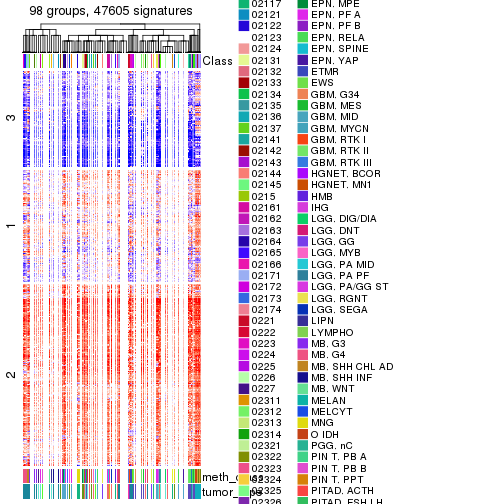 98 groups, 47605 signatures
Class
3
1
2
meth_c
tumor_
02117
02121
02122
0223
02124
02131
02132
02133
02134
02135
02136
02137
02141
02142
02143
02144
02145
0215
02161
02162
02163
02164
02165
02166
02171
02172
02173
02174
0221
0222
0223
0224
0225
0226
0227
02311
02312
02313
02314
02321
02322
02323
02324
02325
02326
EPN. MPE
EPN. PF A
EPN. PF B
EPN. RELA
EPN. SPINE
EPN. YAP
ETMR
EWS
GBM. G34
GBM. MES
GBM. MID
GBM. MYCN
GBM. RTK I
GBM. RTK II
GBM. RTK III
HGNET. BCOR
HGNET. MN1
HMB
IHG
LGG. DIG/DIA
LGG. DNT
LGG. GG
LGG. MYB
LGG. PA MID
LGG. PA PF
LGG. PA/GG ST
LGG. RGNT
LGG. SEGA
LIPN
LYMPHO
MB. G3
MB. G4
MB. SHH CHL AD
MB. SHH INF
MB. WNT
MELAN
MELCYT
MNG
O IDH
PGG. nC
PIN T. PB A
PIN T. PB B
PIN T. PPT
PITAD. ACTH
PITAD. FSH LH